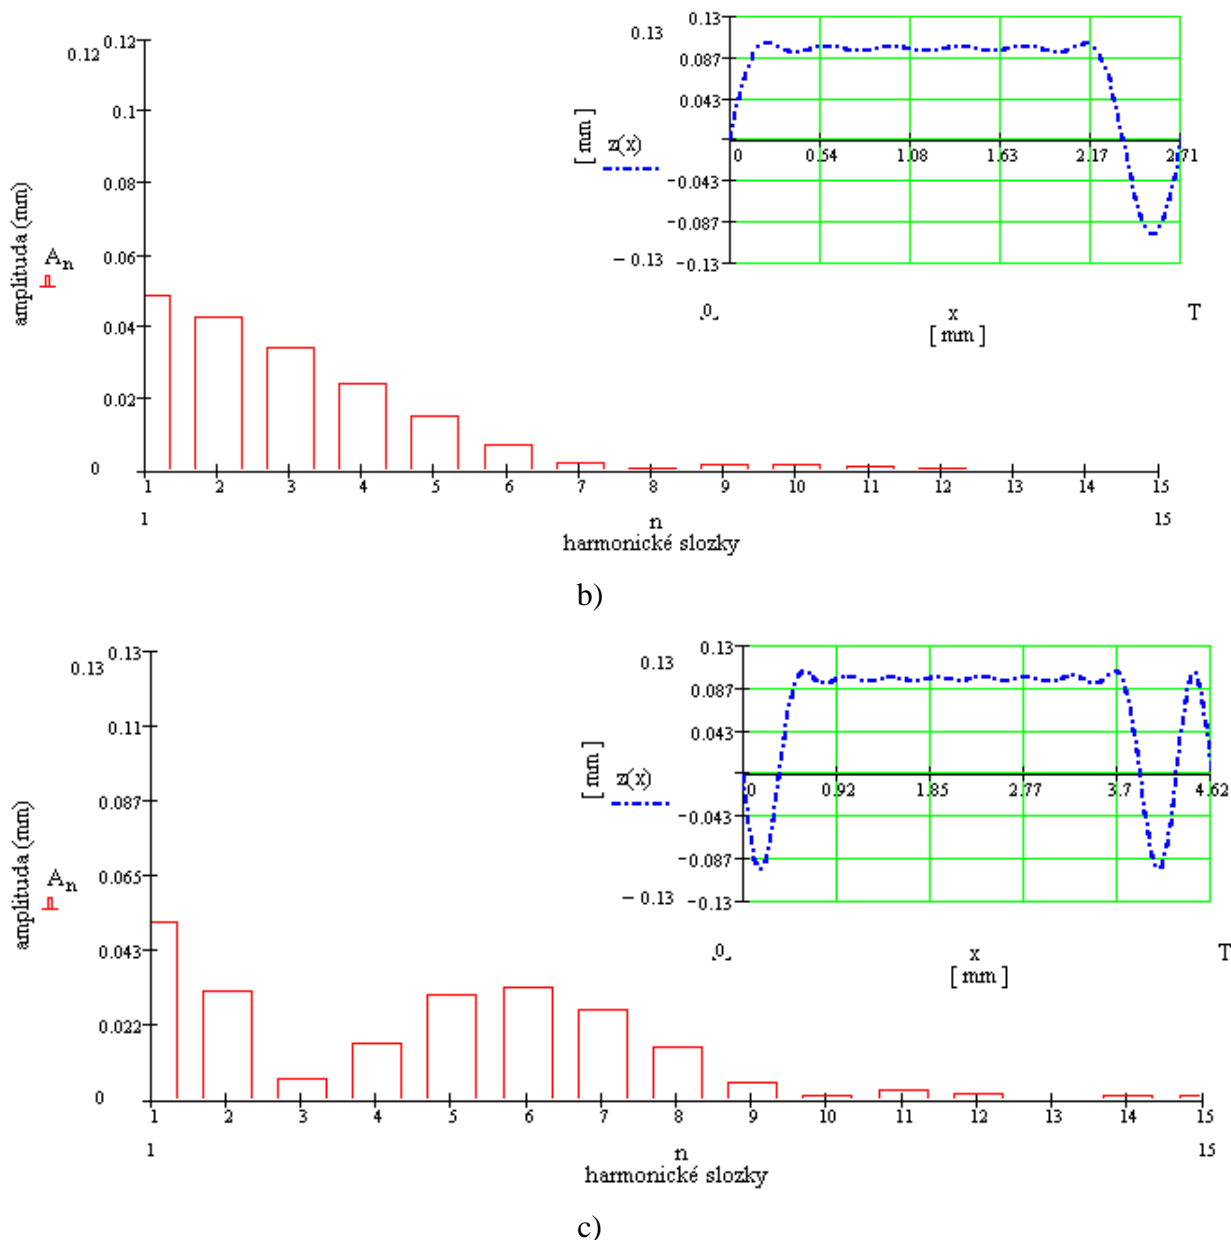 0.12 0.12
0.1
0.08
0.06
0.04
0.02
0
amplituda (mm)
An
1 2 3 4 5 6 7 8 9 10 11 12 13 14 15
1 n 15
harmonické slozky
0.13 0.13
0.087
0.043
-0.043
-0.087
-0.13 -0.13
[ mm ]
z(x)
0 0.54 1.08 1.63 2.17 2.71
0 x T
[ mm ]
b)
0.13 0.13
0.11
0.087
0.065
0.043
0.022
0
amplituda (mm)
An
1 2 3 4 5 6 7 8 9 10 11 12 13 14 15
1 n 15
harmonické slozky
0.13 0.13
0.087
0.043
-0.043
-0.087
-0.13 -0.13
[ mm ]
z(x)
0 0.92 1.85 2.77 3.7 4.62
0 x T
[ mm ]
c)